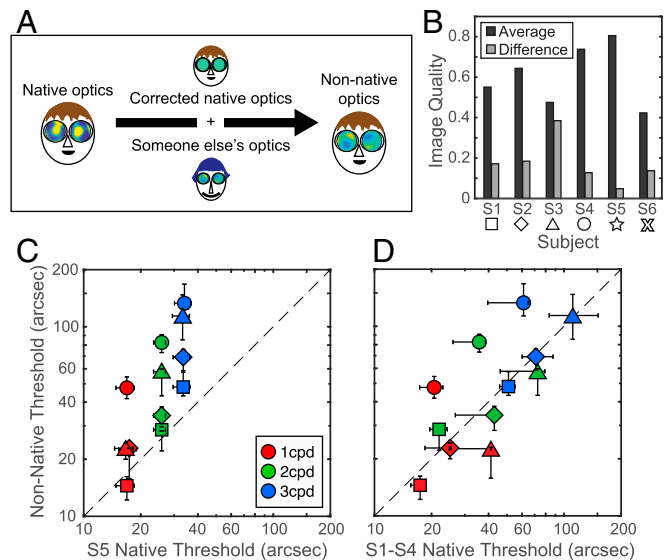 A
Native optics
Corrected native optics
+
Someone else's optics
Non-native
optics
B
Average
Difference
Image Quality
0.8
0.6
0.4
0.2
0
S1 S2 S3 S4 S5 S6
Subject
C
Non-Native Threshold (arcsec)
200
100
60
40
20
10
10 20 40 60 100 200
S5 Native Threshold (arcsec)
1cpd
2cpd
3cpd
D
10 20 40 60 100 200
S1-S4 Native Threshold (arcsec)